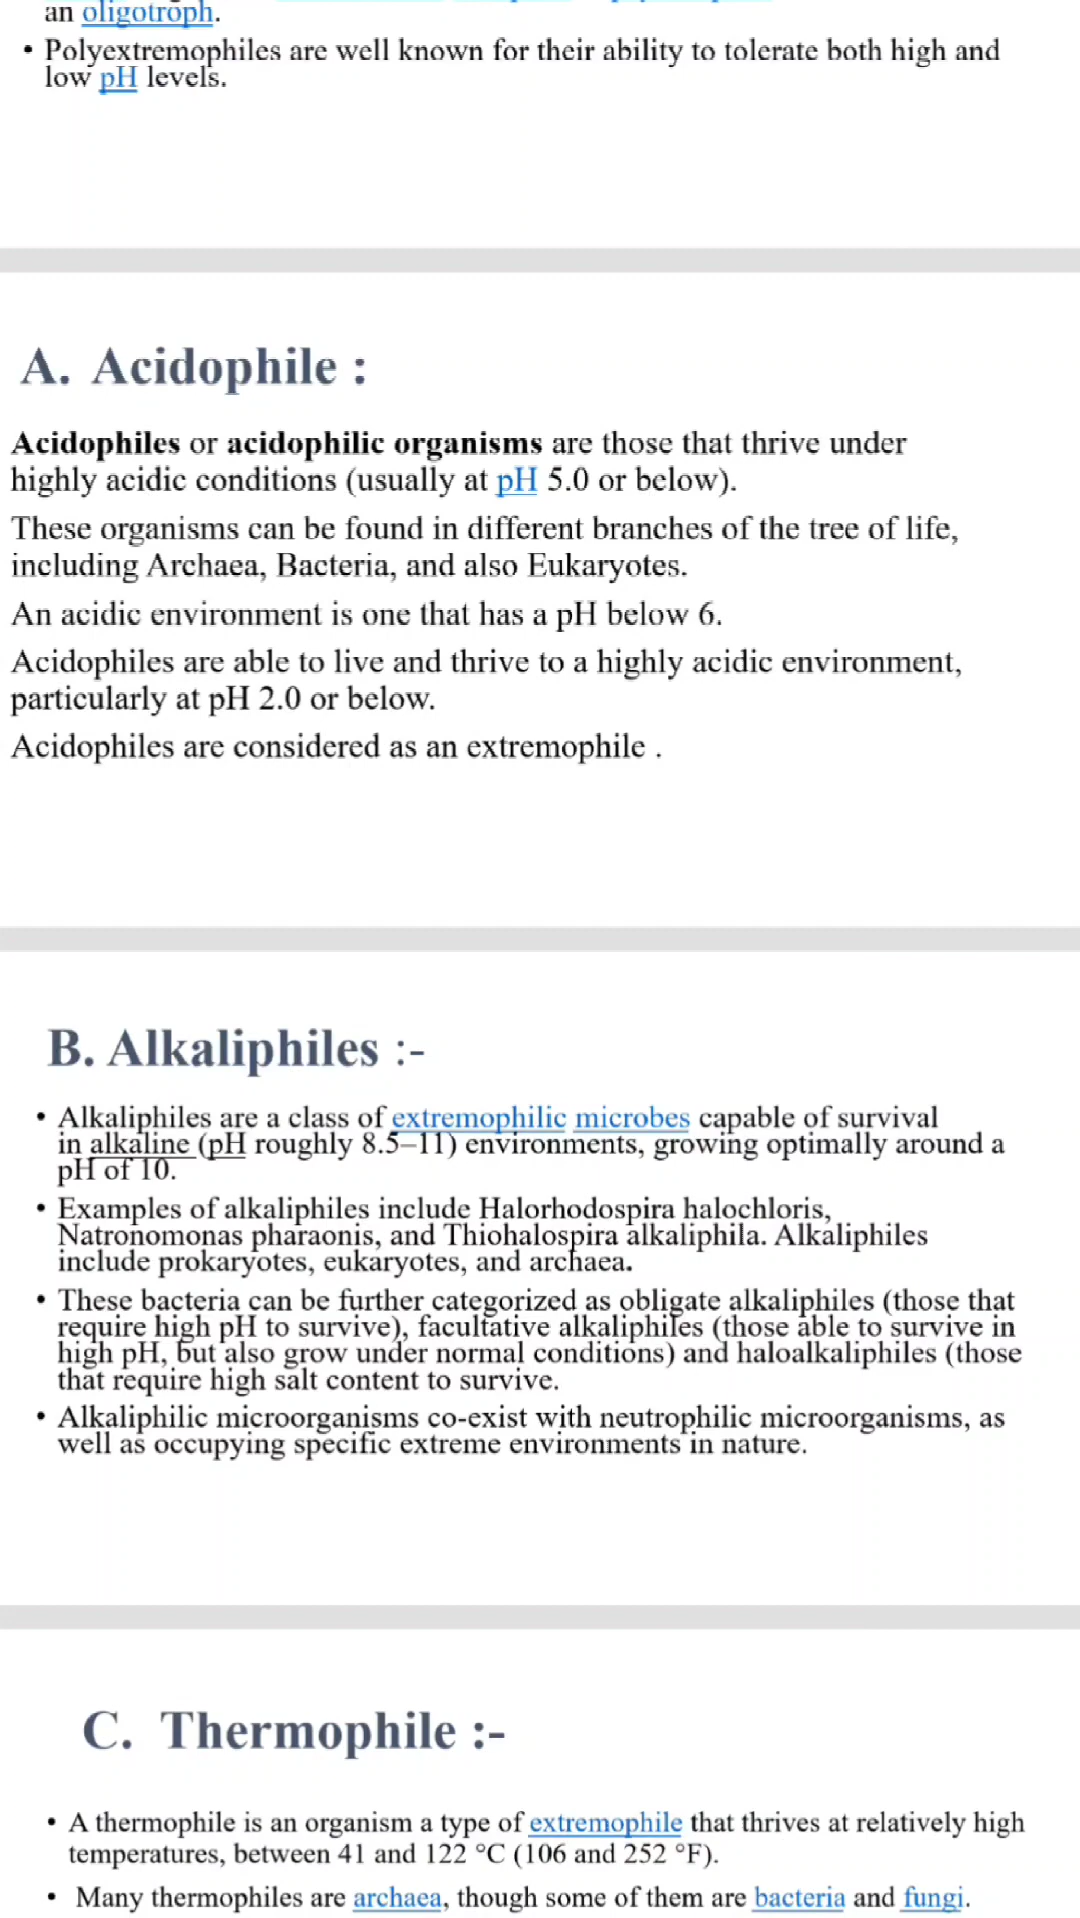 an oligotroph.
• Polyextremophiles are well known for their ability to tolerate both high and
low pH levels.
A. Acidophile :
Acidophiles or acidophilic organisms are those that thrive under
highly acidic conditions (usually at pH 5.0 or below).
These organisms can be found in different branches of the tree of life,
including Archaea, Bacteria, and also Eukaryotes.
An acidic environment is one that has a pH below 6.
Acidophiles are able to live and thrive to a highly acidic environment,
particularly at pH 2.0 or below.
Acidophiles are considered as an extremophile .
B. Alkaliphiles :-
• Alkaliphiles are a class of extremophilic microbes capable of survival
in alkaline (pH roughly 8.5–11) environments, growing optimally around a
pH of 10.
• Examples of alkaliphiles include Halorhodospira halochloris,
Natronomonas pharaonis, and Thiohalospira alkaliphila. Alkaliphiles
include prokaryotes, eukaryotes, and archaea.
• These bacteria can be further categorized as obligate alkaliphiles (those that
require high pH to survive), facultative alkaliphiles (those able to survive in
high pH, but also grow under normal conditions) and haloalkaliphiles (those
that require high salt content to survive.
• Alkaliphilic microorganisms co-exist with neutrophilic microorganisms, as
well as occupying specific extreme environments in nature.
C. Thermophile :-
• A thermophile is an organism a type of extremophile that thrives at relatively high
temperatures, between 41 and 122 °C (106 and 252 °F).
• Many thermophiles are archaea, though some of them are bacteria and fungi.